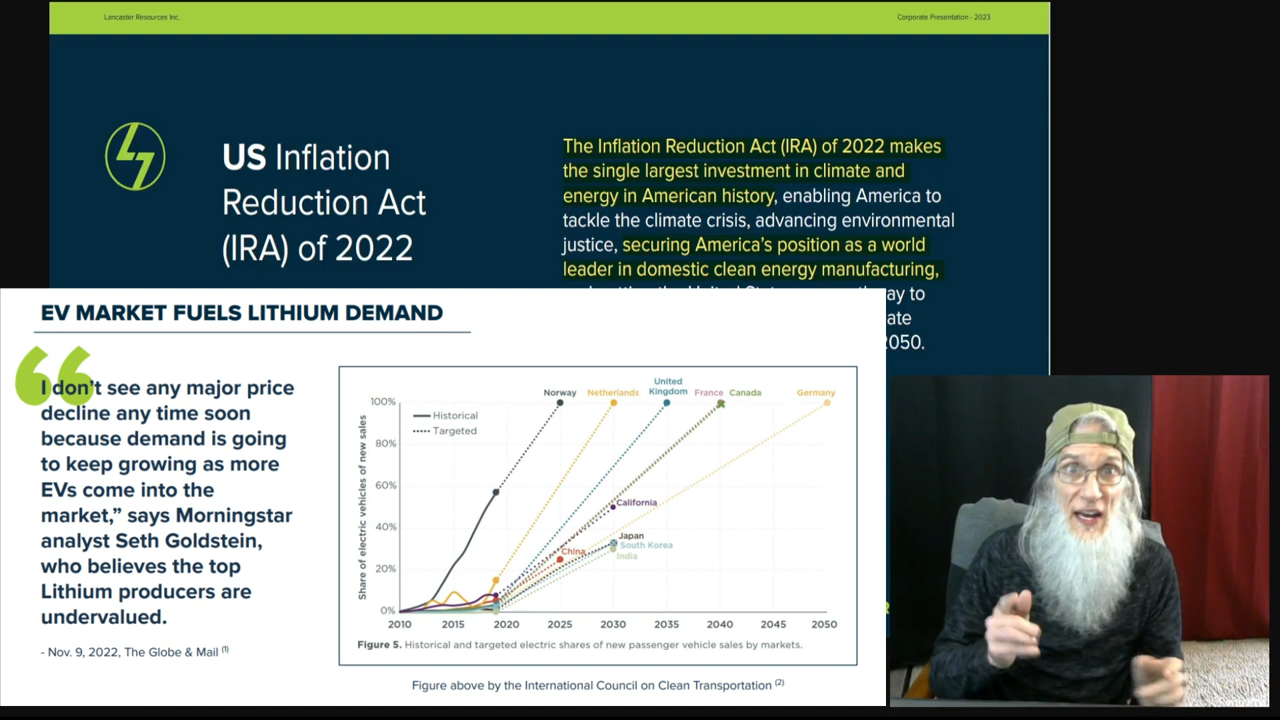 Lancaster Resources Inc.
Corporate Presentation - 2023
US Inflation
Reduction Act
(IRA) of 2022
The Inflation Reduction Act (IRA) of 2022 makes
the single largest investment in climate and
energy in American history, enabling America to
tackle the climate crisis, advancing environmental
justice, securing America's position as a world
leader in domestic clean energy manufacturing,
to
2050.
EV MARKET FUELS LITHIUM DEMAND
“I don't see any major price
decline any time soon
because demand is going
to keep growing as more
EVs come into the
market,” says Morningstar
analyst Seth Goldstein,
who believes the top
Lithium producers are
undervalued.
- Nov. 9, 2022, The Globe & Mail (1)
Share of electric vehicles of new sales
100%
80%
60%
40%
20%
0%
Historical
Targeted
Norway
Netherlands
United
Kingdom
France
Canada
Germany
California
Japan
South Korea
India
China
2010
2015
2020
2025
2030
2035
2040
2045
2050
Figure 5. Historical and targeted electric shares of new passenger vehicle sales by markets.
Figure above by the International Council on Clean Transportation (2)